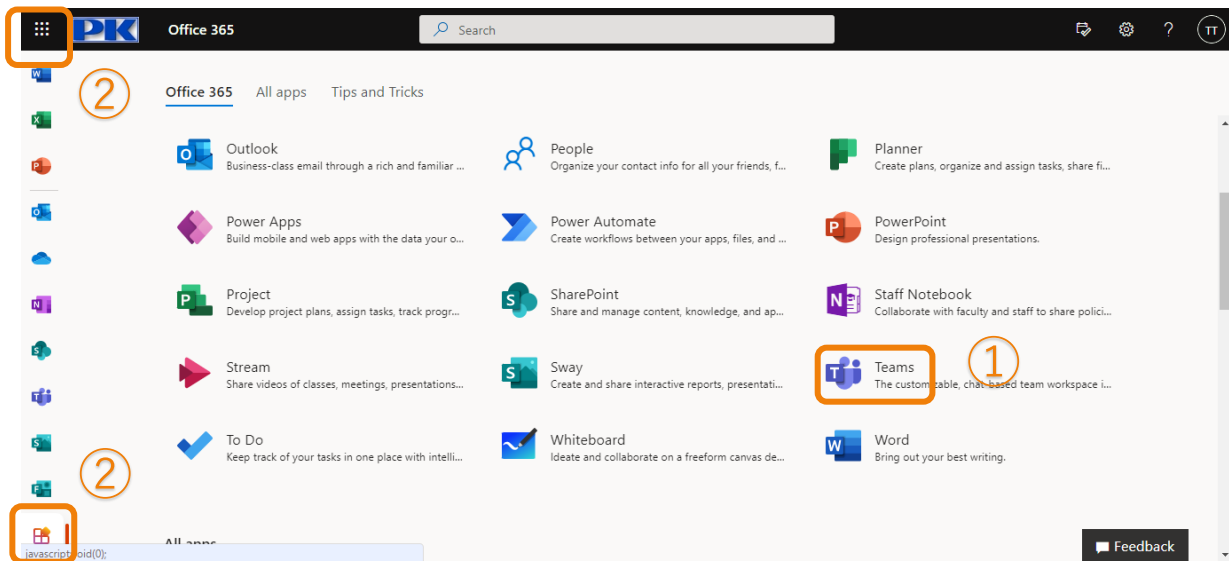 PK
Office 365
Search
?
TT
②
Office 365 All apps Tips and Tricks
Outlook
Business-class email through a rich and familiar ...
People
Organize your contact info for all your friends, f...
Planner
Create plans, organize and assign tasks, share fi...
Power Apps
Build mobile and web apps with the data your o...
Power Automate
Create workflows between your apps, files, and ...
PowerPoint
Design professional presentations.
Project
Develop project plans, assign tasks, track progr...
SharePoint
Share and manage content, knowledge, and ap...
Staff Notebook
Collaborate with faculty and staff to share polici...
Stream
Share videos of classes, meetings, presentations...
Sway
Create and share interactive reports, presentati...
Teams
The customizable, chat-based team workspace i...
①
To Do
Keep track of your tasks in one place with intelli...
Whiteboard
Ideate and collaborate on a freeform canvas de...
Word
Bring out your best writing.
②
All apps
javascript:void(0);
Feedback